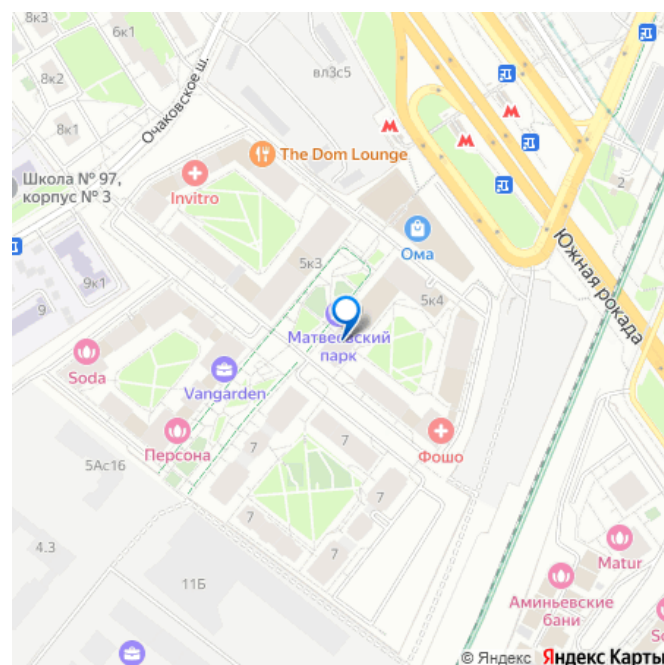 8к3
6к1
8к2
8к1
Очаковское ш.
вл3с5
The Dom Lounge
Invitro
Школа № 97,
корпус № 3
2
Южная рокада
Ома
5к3
5к4
9к1
9
Матвеевский
парк
Soda
Vangarden
Персона
Фошо
7
7
7
7
5Ас16
4.3
11Б
Matur
Аминьевские
бани
So
© Яндекс Яндекс Карты